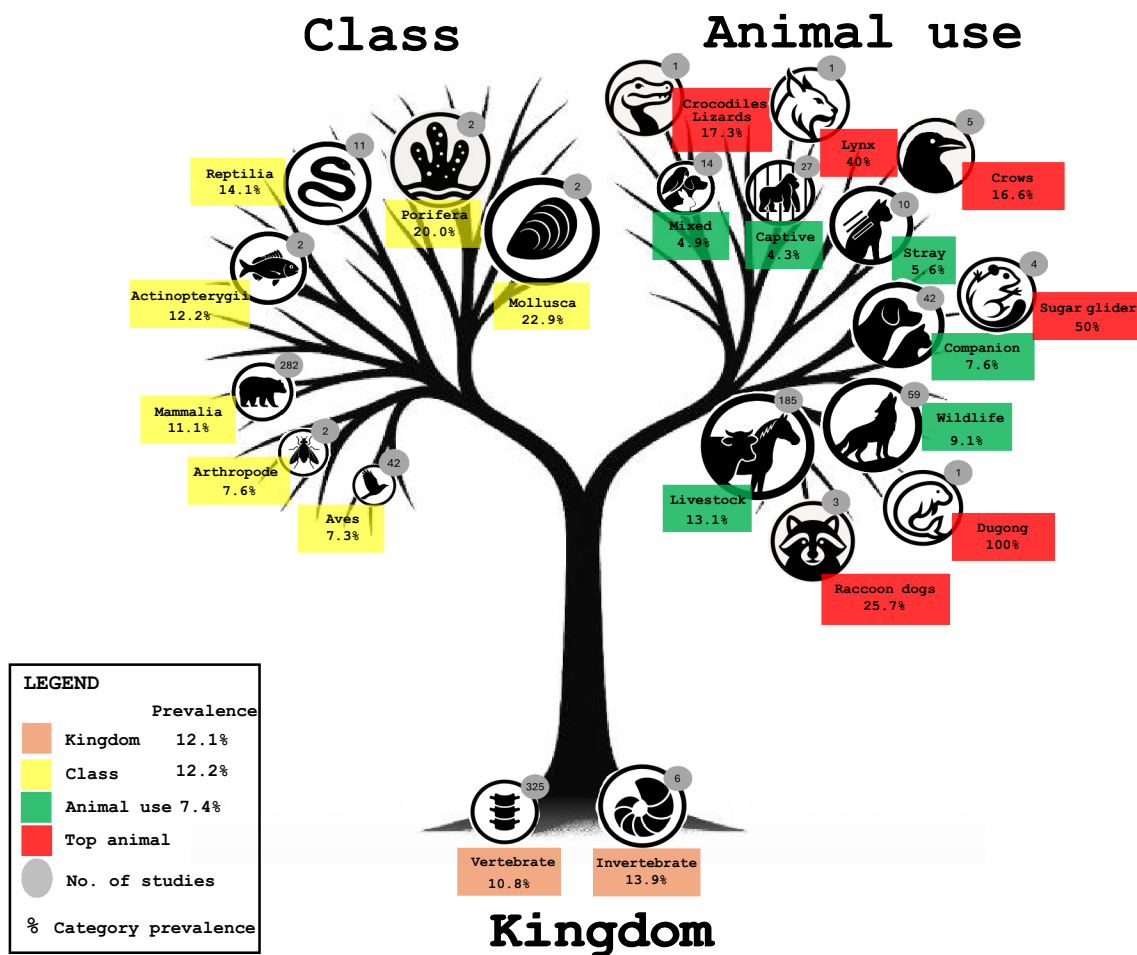 Class
Animal use
1
Crocodiles
Lizards
17.3%
1
Lynx
40%
5
Crows
16.6%
11
Reptilia
14.1%
2
Porifera
20.0%
2
Mollusca
22.9%
14
Mixed
4.9%
27
Captive
4.3%
10
Stray
5.6%
4
Sugar glider
50%
2
Actinopterygii
12.2%
42
Companion
7.6%
282
Mammalia
11.1%
2
Arthropode
7.6%
42
Aves
7.3%
185
Livestock
13.1%
59
Wildlife
9.1%
1
Dugong
100%
3
Raccoon dogs
25.7%
LEGEND
Prevalence
Kingdom 12.1%
Class 12.2%
Animal use 7.4%
Top animal
No. of studies
% Category prevalence
325
Vertebrate
10.8%
6
Invertebrate
13.9%
Kingdom